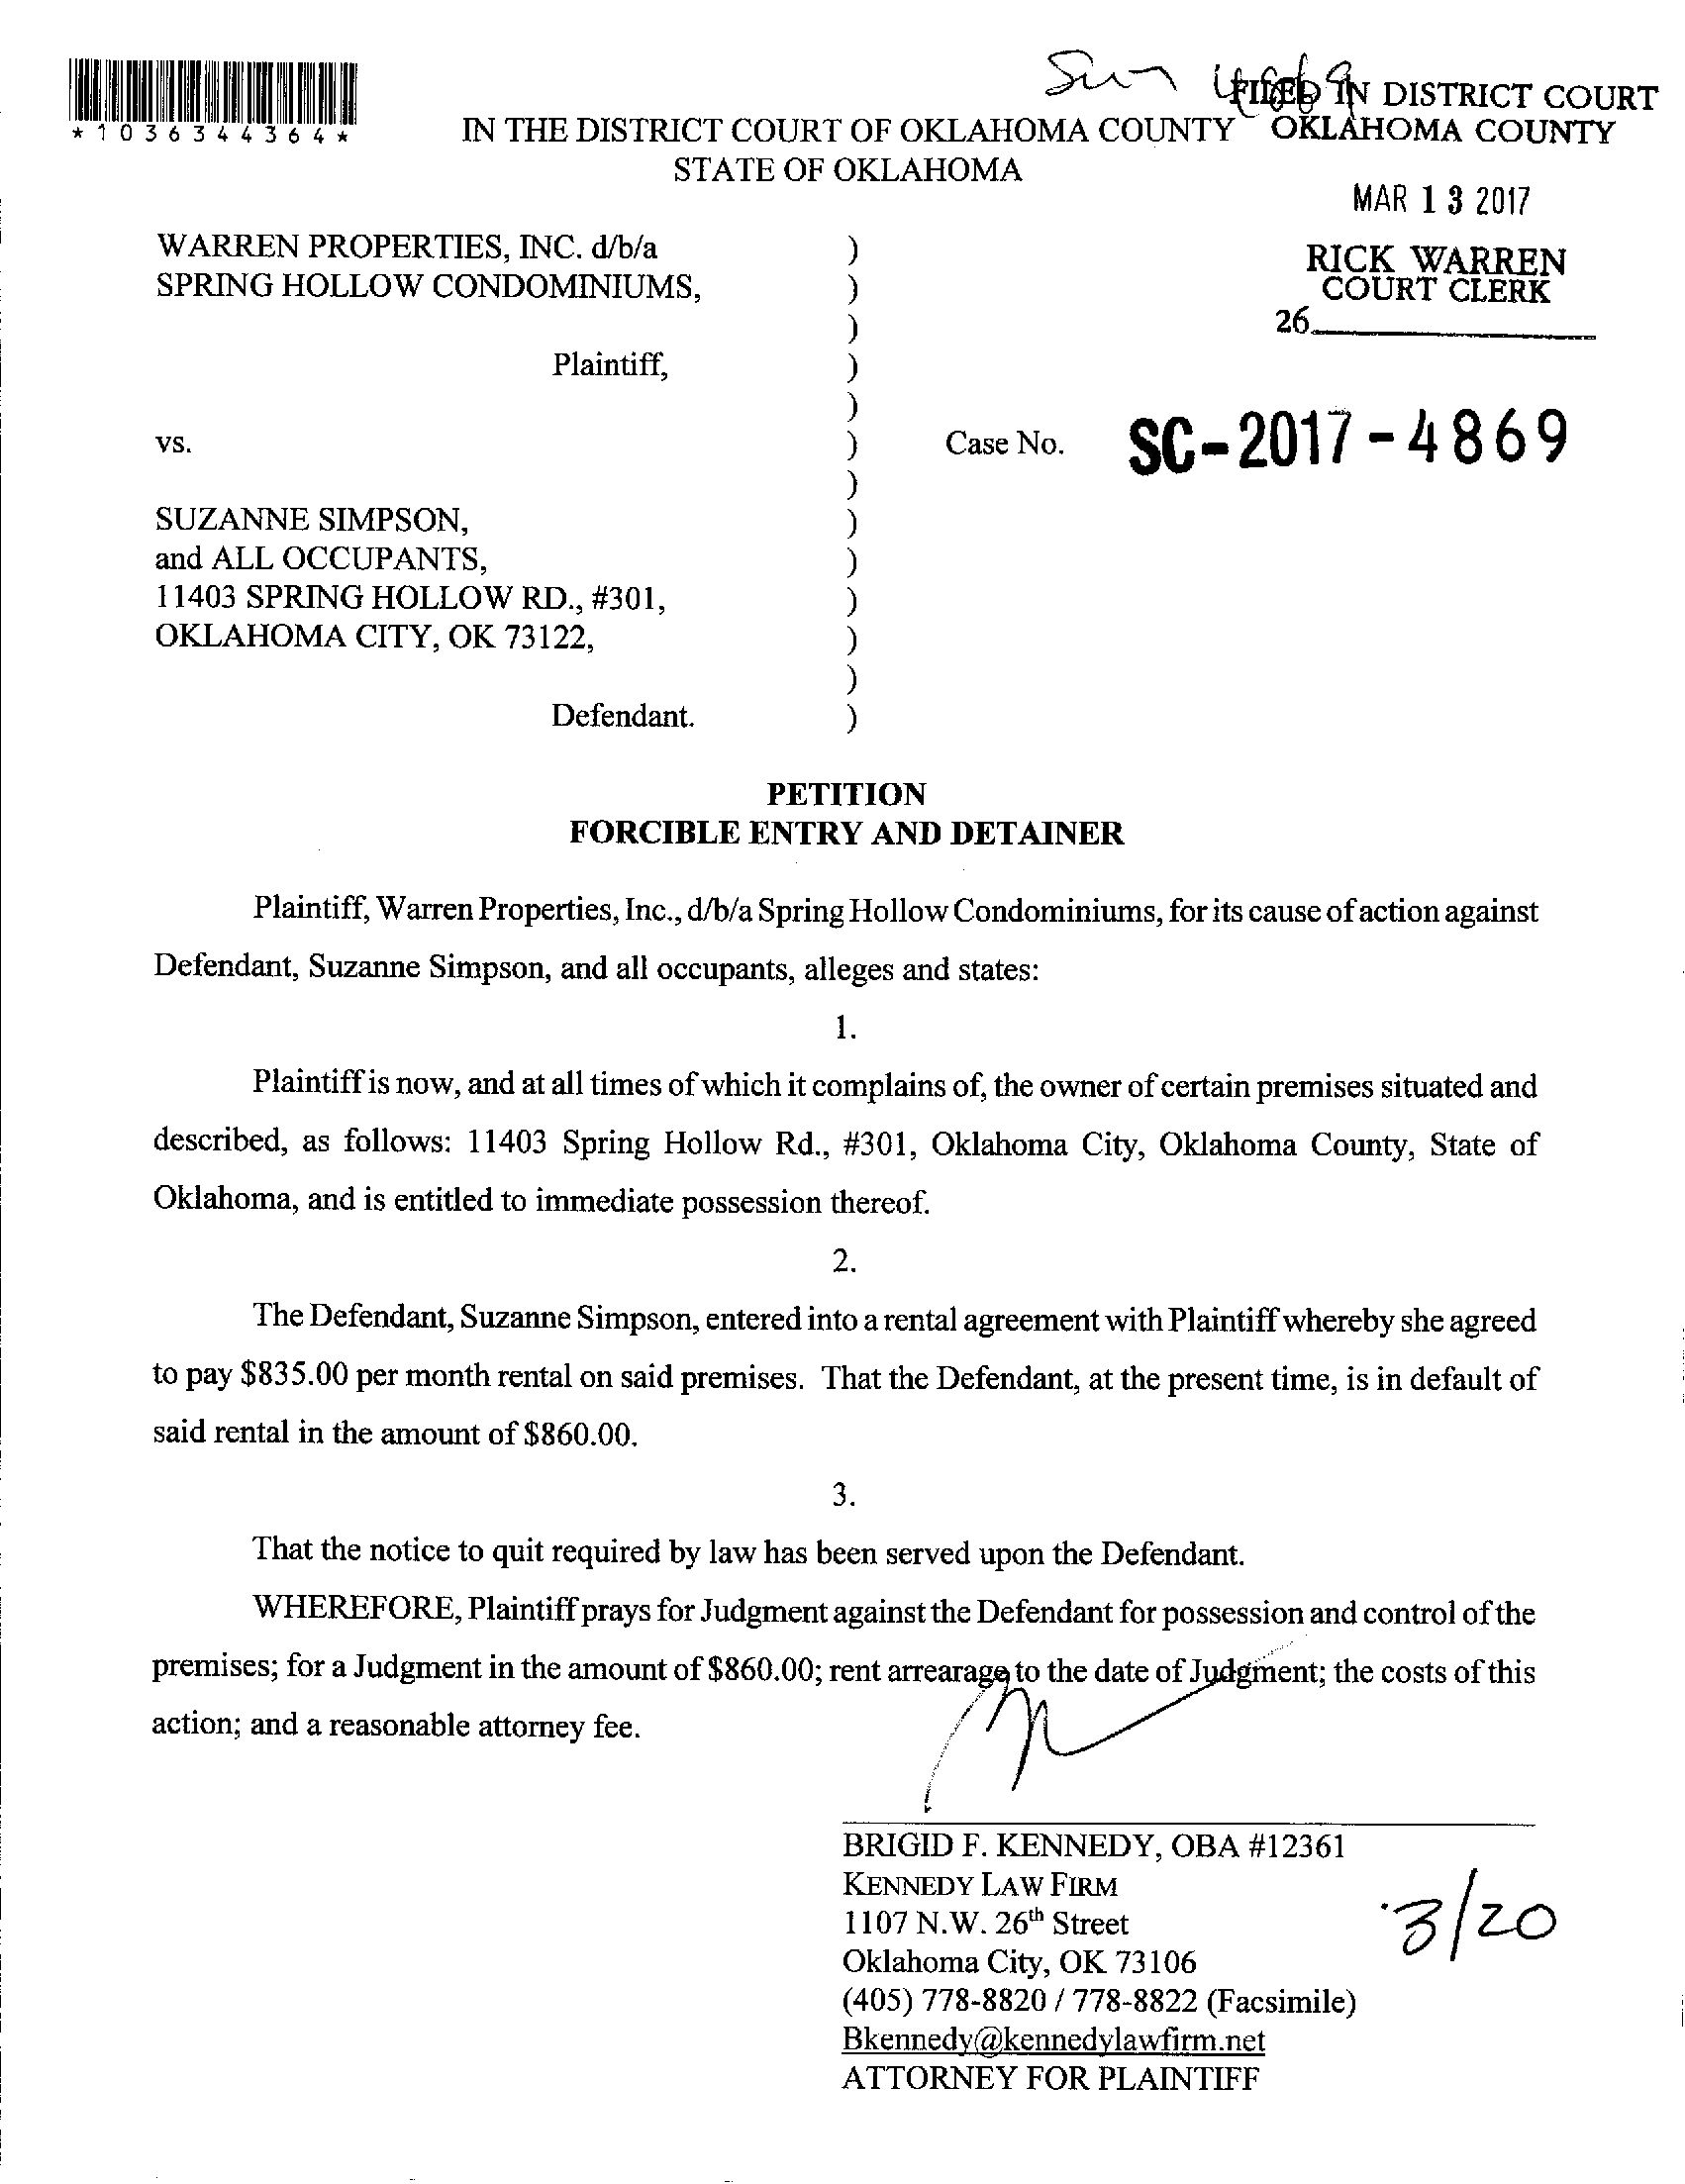 *1036344364*
FILED IN DISTRICT COURT
OKLAHOMA COUNTY
IN THE DISTRICT COURT OF OKLAHOMA COUNTY
STATE OF OKLAHOMA
MAR 13 2017
RICK WARREN
COURT CLERK
26
WARREN PROPERTIES, INC. d/b/a )
SPRING HOLLOW CONDOMINIUMS, )
)
Plaintiff, )
)
vs. ) Case No. SC-2017-4869
)
SUZANNE SIMPSON, )
and ALL OCCUPANTS, )
11403 SPRING HOLLOW RD., #301, )
OKLAHOMA CITY, OK 73122, )
)
Defendant. )
PETITION
FORCIBLE ENTRY AND DETAINER
Plaintiff, Warren Properties, Inc., d/b/a Spring Hollow Condominiums, for its cause of action against
Defendant, Suzanne Simpson, and all occupants, alleges and states:
1.
Plaintiff is now, and at all times of which it complains of, the owner of certain premises situated and
described, as follows: 11403 Spring Hollow Rd., #301, Oklahoma City, Oklahoma County, State of
Oklahoma, and is entitled to immediate possession thereof.
2.
The Defendant, Suzanne Simpson, entered into a rental agreement with Plaintiff whereby she agreed
to pay $835.00 per month rental on said premises. That the Defendant, at the present time, is in default of
said rental in the amount of $860.00.
3.
That the notice to quit required by law has been served upon the Defendant.
WHEREFORE, Plaintiff prays for Judgment against the Defendant for possession and control of the
premises; for a Judgment in the amount of $860.00; rent arrearage to the date of Judgment; the costs of this
action; and a reasonable attorney fee.
BRIGID F. KENNEDY, OBA #12361
KENNEDY LAW FIRM
1107 N.W. 26th Street
Oklahoma City, OK 73106
(405) 778-8820 / 778-8822 (Facsimile)
Bkennedy@kennedylawfirm.net
ATTORNEY FOR PLAINTIFF
3/20